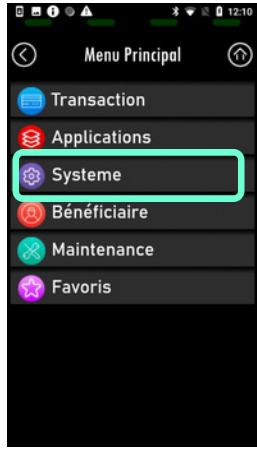 12:10
Menu Principal
Transaction
Applications
Systeme
Bénéficiaire
Maintenance
Favoris